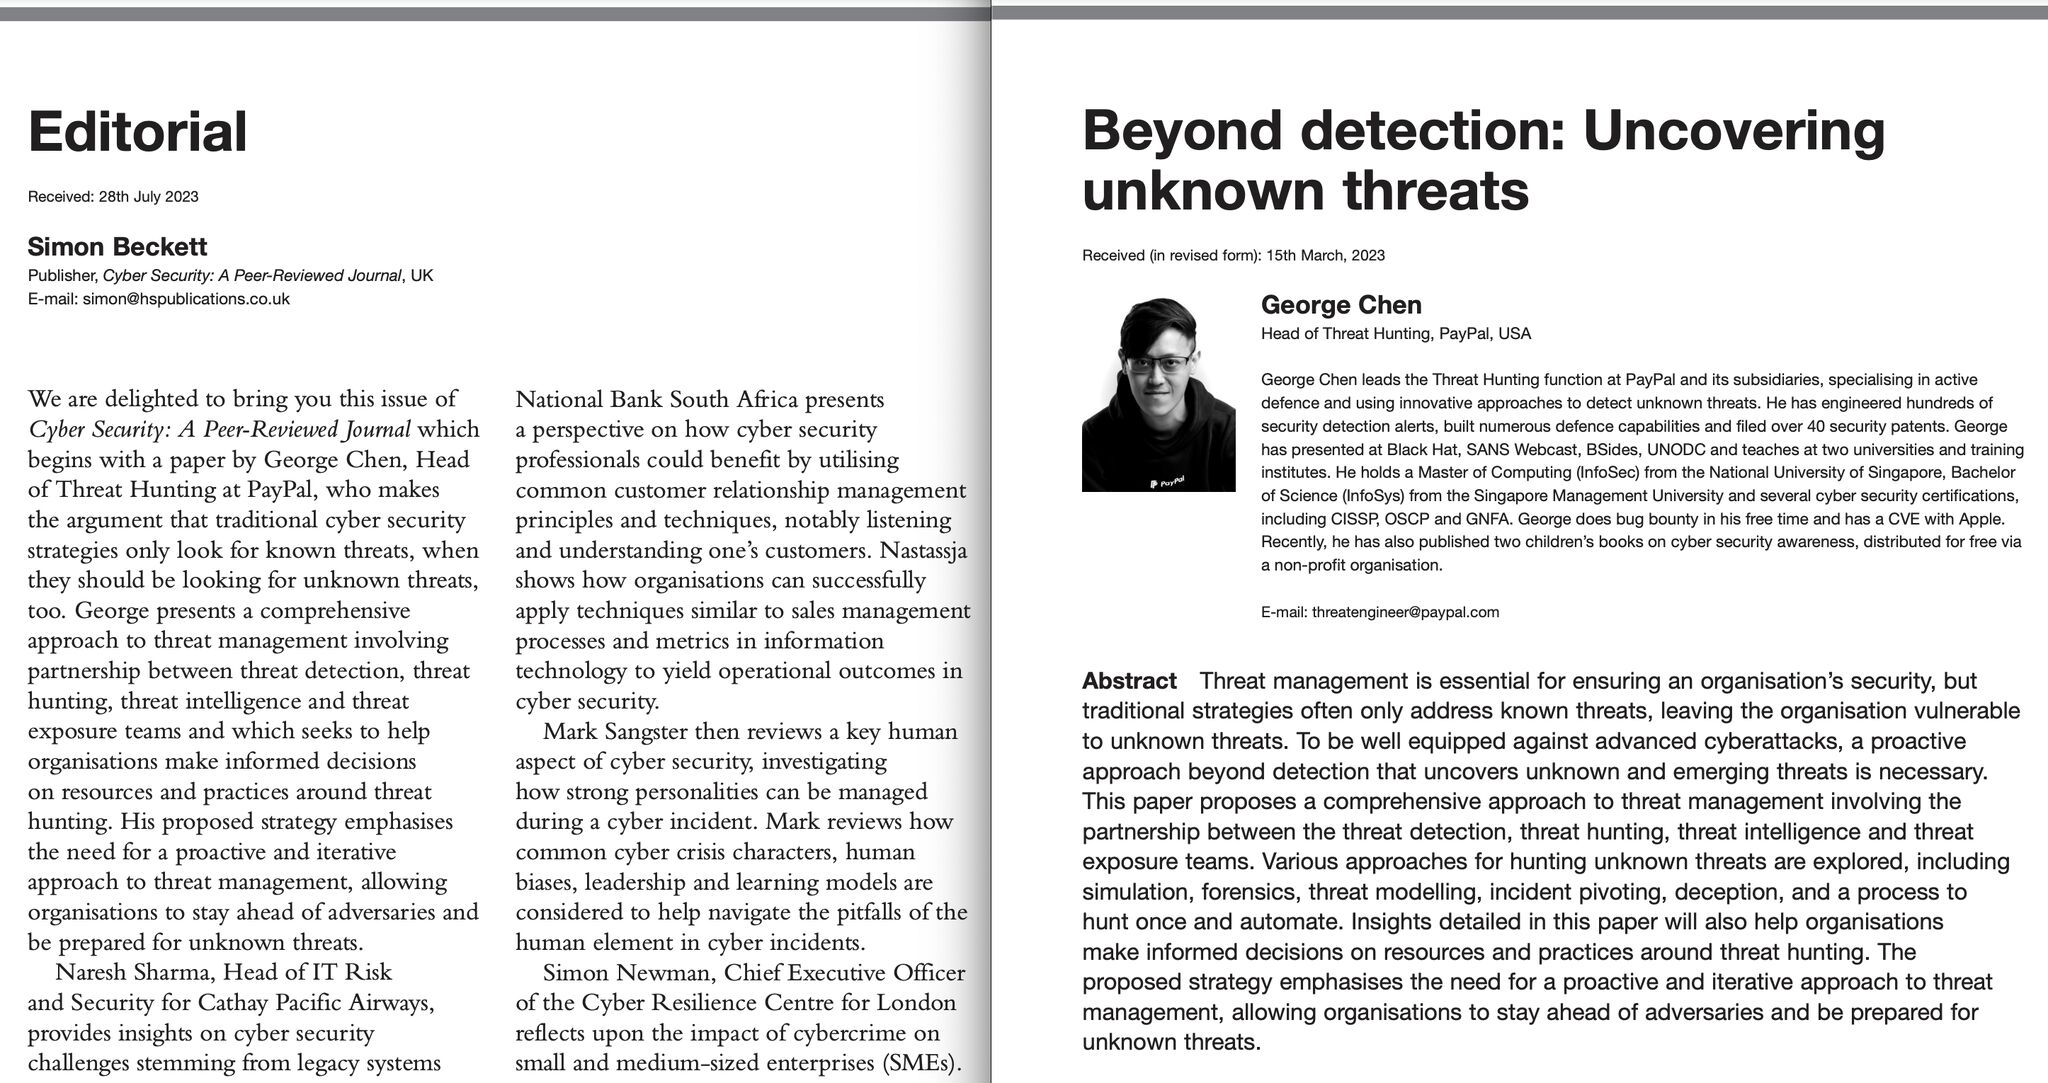 Editorial
Received: 28th July 2023
Simon Beckett
Publisher, Cyber Security: A Peer-Reviewed Journal, UK
E-mail: simon@hspublications.co.uk
We are delighted to bring you this issue of
Cyber Security: A Peer-Reviewed Journal which
begins with a paper by George Chen, Head
of Threat Hunting at PayPal, who makes
the argument that traditional cyber security
strategies only look for known threats, when
they should be looking for unknown threats,
too. George presents a comprehensive
approach to threat management involving
partnership between threat detection, threat
hunting, threat intelligence and threat
exposure teams and which seeks to help
organisations make informed decisions
on resources and practices around threat
hunting. His proposed strategy emphasises
the need for a proactive and iterative
approach to threat management, allowing
organisations to stay ahead of adversaries and
be prepared for unknown threats.
Naresh Sharma, Head of IT Risk
and Security for Cathay Pacific Airways,
provides insights on cyber security
challenges stemming from legacy systems
National Bank South Africa presents
a perspective on how cyber security
professionals could benefit by utilising
common customer relationship management
principles and techniques, notably listening
and understanding one's customers. Nastassja
shows how organisations can successfully
apply techniques similar to sales management
processes and metrics in information
technology to yield operational outcomes in
cyber security.
Mark Sangster then reviews a key human
aspect of cyber security, investigating
how strong personalities can be managed
during a cyber incident. Mark reviews how
common cyber crisis characters, human
biases, leadership and learning models are
considered to help navigate the pitfalls of the
human element in cyber incidents.
Simon Newman, Chief Executive Officer
of the Cyber Resilience Centre for London
reflects upon the impact of cybercrime on
small and medium-sized enterprises (SMEs).
Beyond detection: Uncovering
unknown threats
Received (in revised form): 15th March, 2023
PayPal
George Chen
Head of Threat Hunting, PayPal, USA
George Chen leads the Threat Hunting function at PayPal and its subsidiaries, specialising in active
defence and using innovative approaches to detect unknown threats. He has engineered hundreds of
security detection alerts, built numerous defence capabilities and filed over 40 security patents. George
has presented at Black Hat, SANS Webcast, BSides, UNODC and teaches at two universities and training
institutes. He holds a Master of Computing (InfoSec) from the National University of Singapore, Bachelor
of Science (InfoSys) from the Singapore Management University and several cyber security certifications,
including CISSP, OSCP and GNFA. George does bug bounty in his free time and has a CVE with Apple.
Recently, he has also published two children's books on cyber security awareness, distributed for free via
a non-profit organisation.
E-mail: threatengineer@paypal.com
Abstract Threat management is essential for ensuring an organisation's security, but
traditional strategies often only address known threats, leaving the organisation vulnerable
to unknown threats. To be well equipped against advanced cyberattacks, a proactive
approach beyond detection that uncovers unknown and emerging threats is necessary.
This paper proposes a comprehensive approach to threat management involving the
partnership between the threat detection, threat hunting, threat intelligence and threat
exposure teams. Various approaches for hunting unknown threats are explored, including
simulation, forensics, threat modelling, incident pivoting, deception, and a process to
hunt once and automate. Insights detailed in this paper will also help organisations
make informed decisions on resources and practices around threat hunting. The
proposed strategy emphasises the need for a proactive and iterative approach to threat
management, allowing organisations to stay ahead of adversaries and be prepared for
unknown threats.